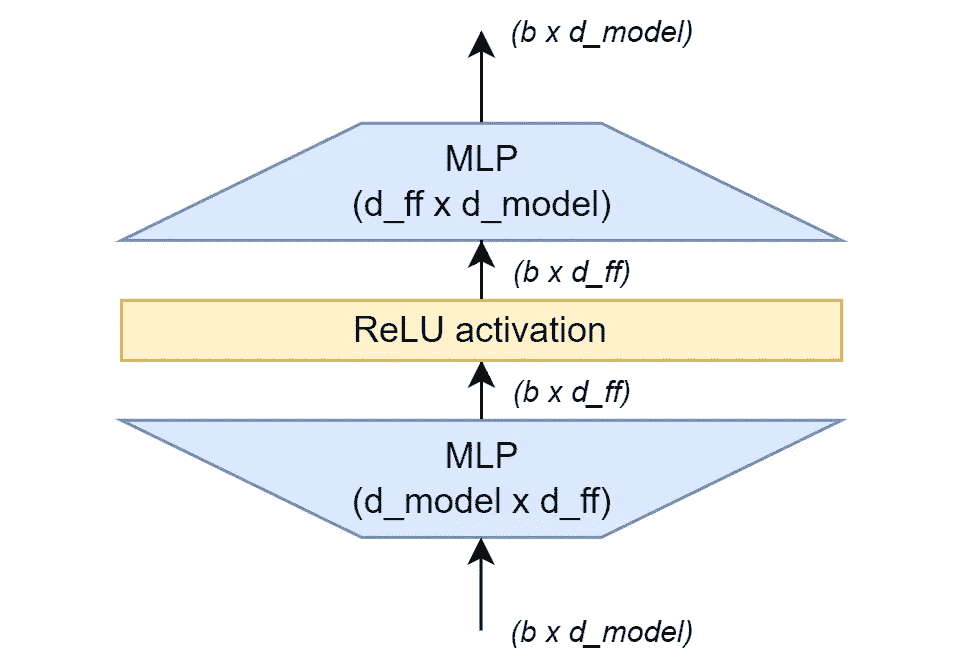 (b x d_model)
MLP
(d_ff x d_model)
(b x d_ff)
ReLU activation
(b x d_ff)
MLP
(d_model x d_ff)
(b x d_model)